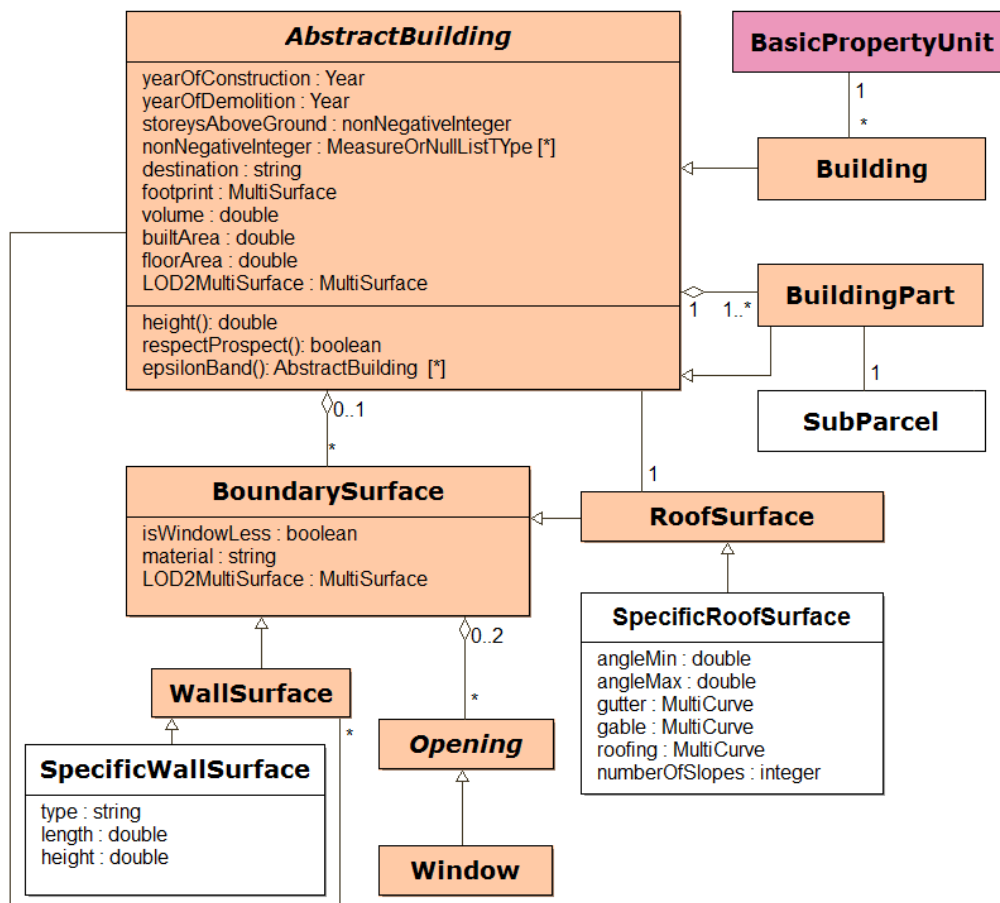 AbstractBuilding
yearOfConstruction : Year
yearOfDemolition : Year
storeysAboveGround : nonNegativeInteger
nonNegativeInteger : MeasureOrNullListTYpe [*]
destination : string
footprint : MultiSurface
volume : double
builtArea : double
floorArea : double
LOD2MultiSurface : MultiSurface
height(): double
respectProspect(): boolean
epsilonBand(): AbstractBuilding [*]
BasicPropertyUnit
1
*
Building
BuildingPart
1
1..*
1
SubParcel
0..1
*
1
BoundarySurface
isWindowLess : boolean
material : string
LOD2MultiSurface : MultiSurface
RoofSurface
SpecificRoofSurface
angleMin : double
angleMax : double
gutter : MultiCurve
gable : MultiCurve
roofing : MultiCurve
numberOfSlopes : integer
0..2
*
WallSurface
*
SpecificWallSurface
type : string
length : double
height : double
Opening
Window